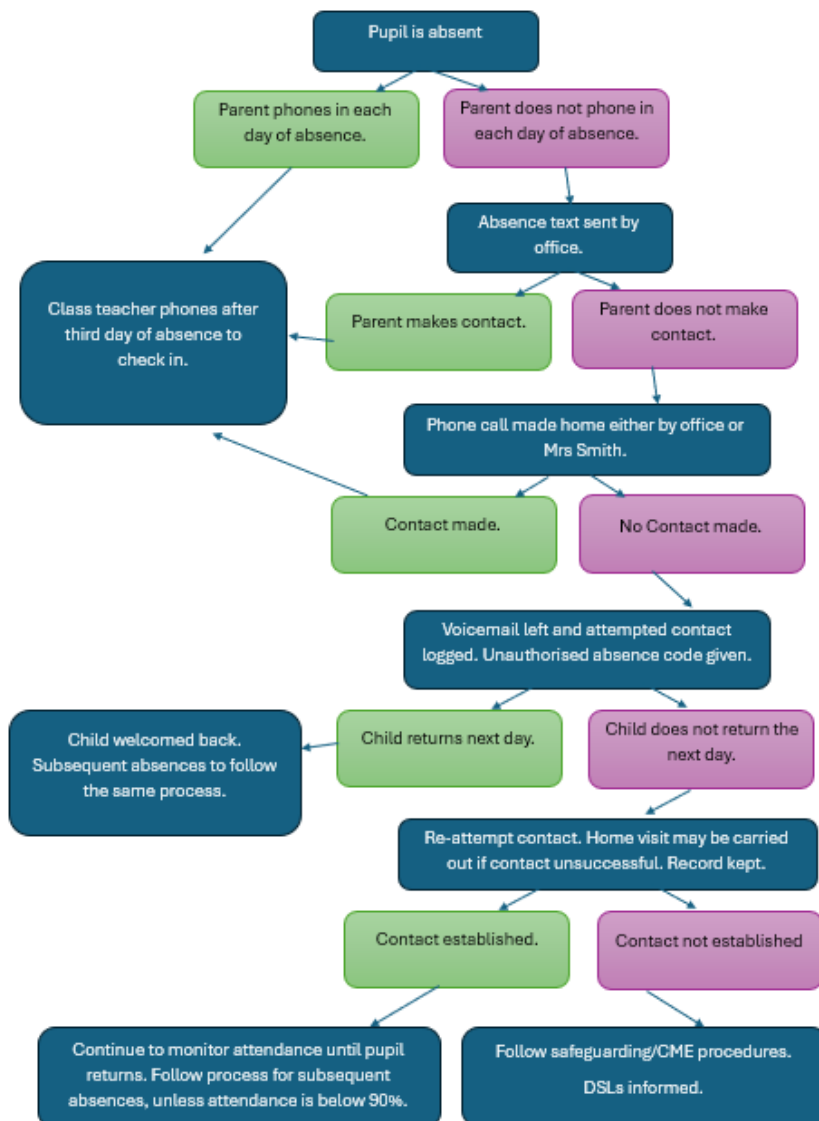 Pupil is absent
Parent phones in each
day of absence.
Parent does not phone in
each day of absence.
Absence text sent by
office.
Class teacher phones after
third day of absence to
check in.
Parent makes contact.
Parent does not make
contact.
Phone call made home either by office or
Mrs Smith.
Contact made.
No Contact made.
Voicemail left and attempted contact
logged. Unauthorised absence code given.
Child welcomed back.
Subsequent absences to follow
the same process.
Child returns next day.
Child does not return the
next day.
Re-attempt contact. Home visit may be carried
out if contact unsuccessful. Record kept.
Contact established.
Contact not established
Continue to monitor attendance until pupil
returns. Follow process for subsequent
absences, unless attendance is below 90%.
Follow safeguarding/CME procedures.
DSLs informed.